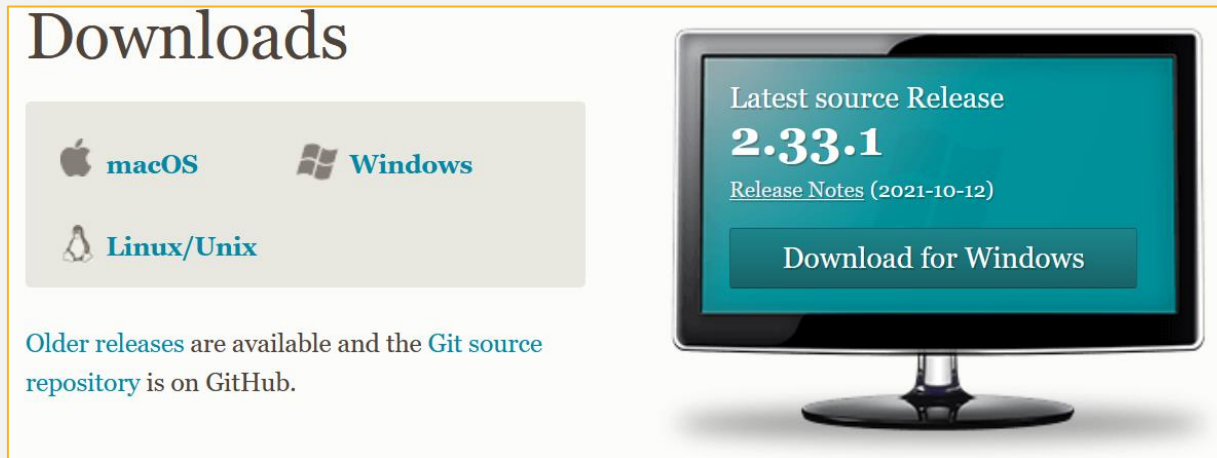 Downloads
macOS
Windows
Linux/Unix
Older releases are available and the Git source
repository is on GitHub.
Latest source Release
2.33.1
Release Notes (2021-10-12)
Download for Windows